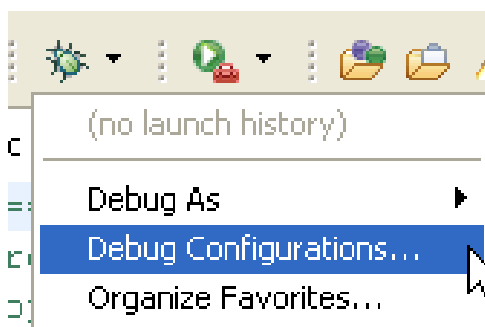 (no launch history)
Debug As
Debug Configurations...
Organize Favorites...